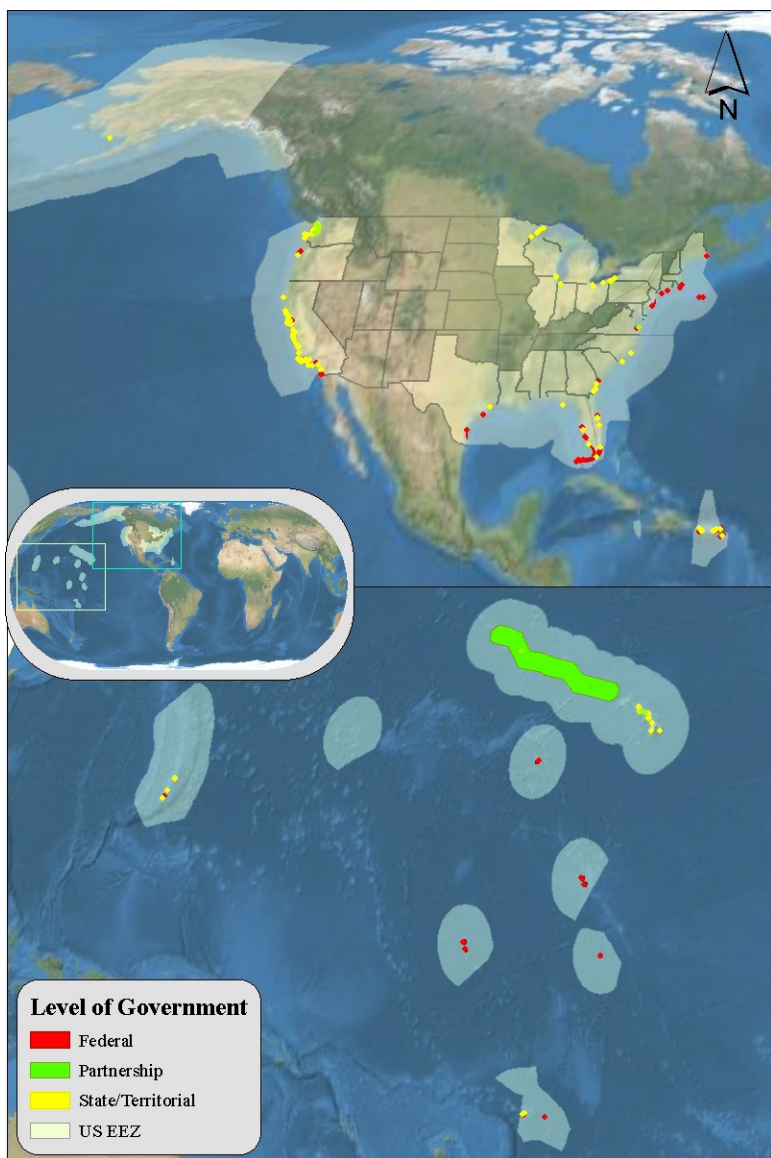 N
Level of Government
Federal
Partnership
State/Territorial
US EEZ